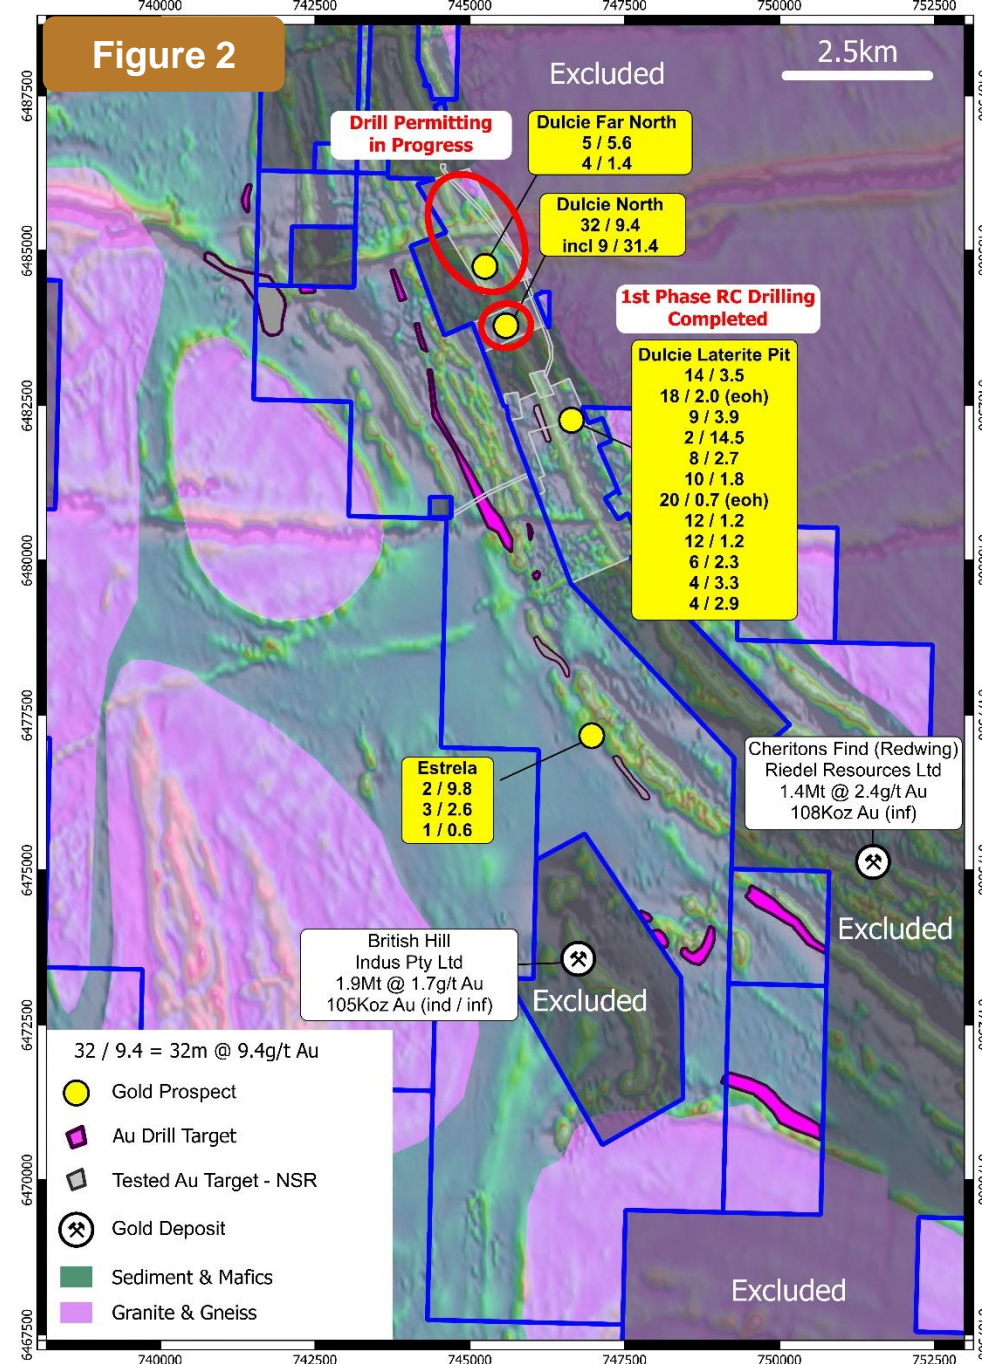 740000 742500 745000 747500 750000 752500
Figure 2
Excluded
2.5km
6487500
6485000
6482500
6480000
6477500
6475000
6472500
6470000
6467500
Drill Permitting
in Progress
Dulcie Far North
5 / 5.6
4 / 1.4
Dulcie North
32 / 9.4
incl 9 / 31.4
1st Phase RC Drilling
Completed
Dulcie Laterite Pit
14 / 3.5
18 / 2.0 (eoh)
9 / 3.9
2 / 14.5
8 / 2.7
10 / 1.8
20 / 0.7 (eoh)
12 / 1.2
12 / 1.2
6 / 2.3
4 / 3.3
4 / 2.9
Estrela
2 / 9.8
3 / 2.6
1 / 0.6
Cheritons Find (Redwing)
Riedel Resources Ltd
1.4Mt @ 2.4g/t Au
108Koz Au (inf)
Excluded
British Hill
Indus Pty Ltd
1.9Mt @ 1.7g/t Au
105Koz Au (ind / inf)
Excluded
32 / 9.4 = 32m @ 9.4g/t Au
Gold Prospect
Au Drill Target
Tested Au Target - NSR
Gold Deposit
Sediment & Mafics
Granite & Gneiss
Excluded
740000 742500 745000 747500 750000 752500